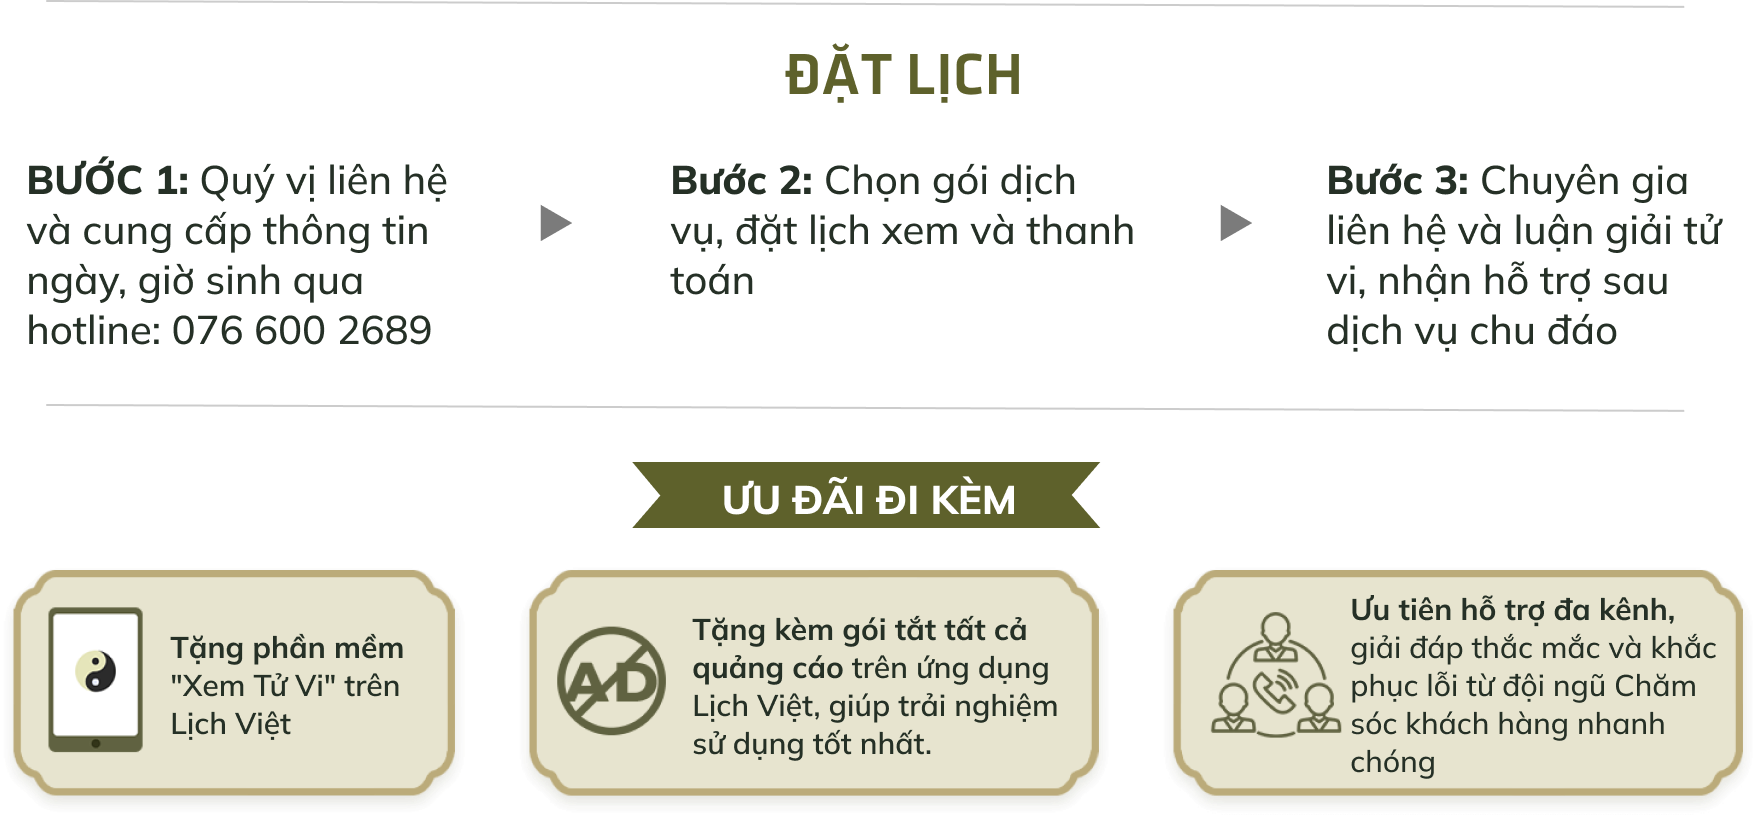 ĐẶT LỊCH
BƯỚC 1: Quý vị liên hệ
và cung cấp thông tin
ngày, giờ sinh qua
hotline: 076 600 2689
Bước 2: Chọn gói dịch
vụ, đặt lịch xem và thanh
toán
Bước 3: Chuyên gia
liên hệ và luận giải tử
vi, nhận hỗ trợ sau
dịch vụ chu đáo
ƯU ĐÃI ĐI KÈM
Tặng phần mềm
"Xem Tử Vi" trên
Lịch Việt
AD
Tặng kèm gói tắt tất cả
quảng cáo trên ứng dụng
Lịch Việt, giúp trải nghiệm
sử dụng tốt nhất.
Ưu tiên hỗ trợ đa kênh,
giải đáp thắc mắc và khắc
phục lỗi từ đội ngũ Chăm
sóc khách hàng nhanh
chóng